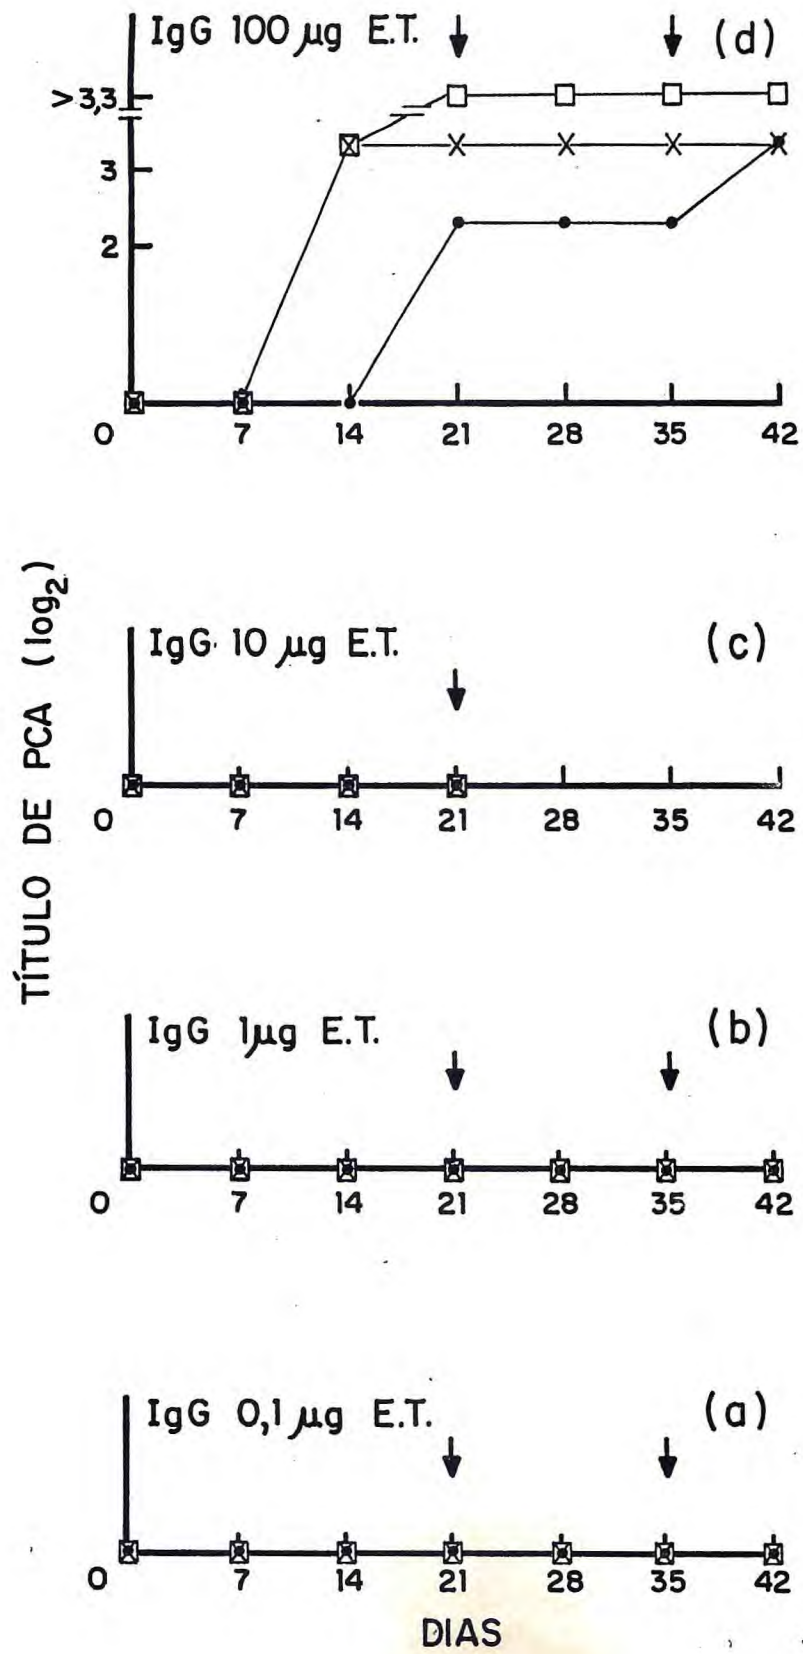 IgG 100 µg E.T. (d)
>3,3
3
2
0 7 14 21 28 35 42
TÍTULO DE PCA (log₂)
IgG 10 µg E.T. (c)
0 7 14 21 28 35 42
IgG 1µg E.T. (b)
0 7 14 21 28 35 42
IgG 0,1 µg E.T. (a)
0 7 14 21 28 35 42
DIAS